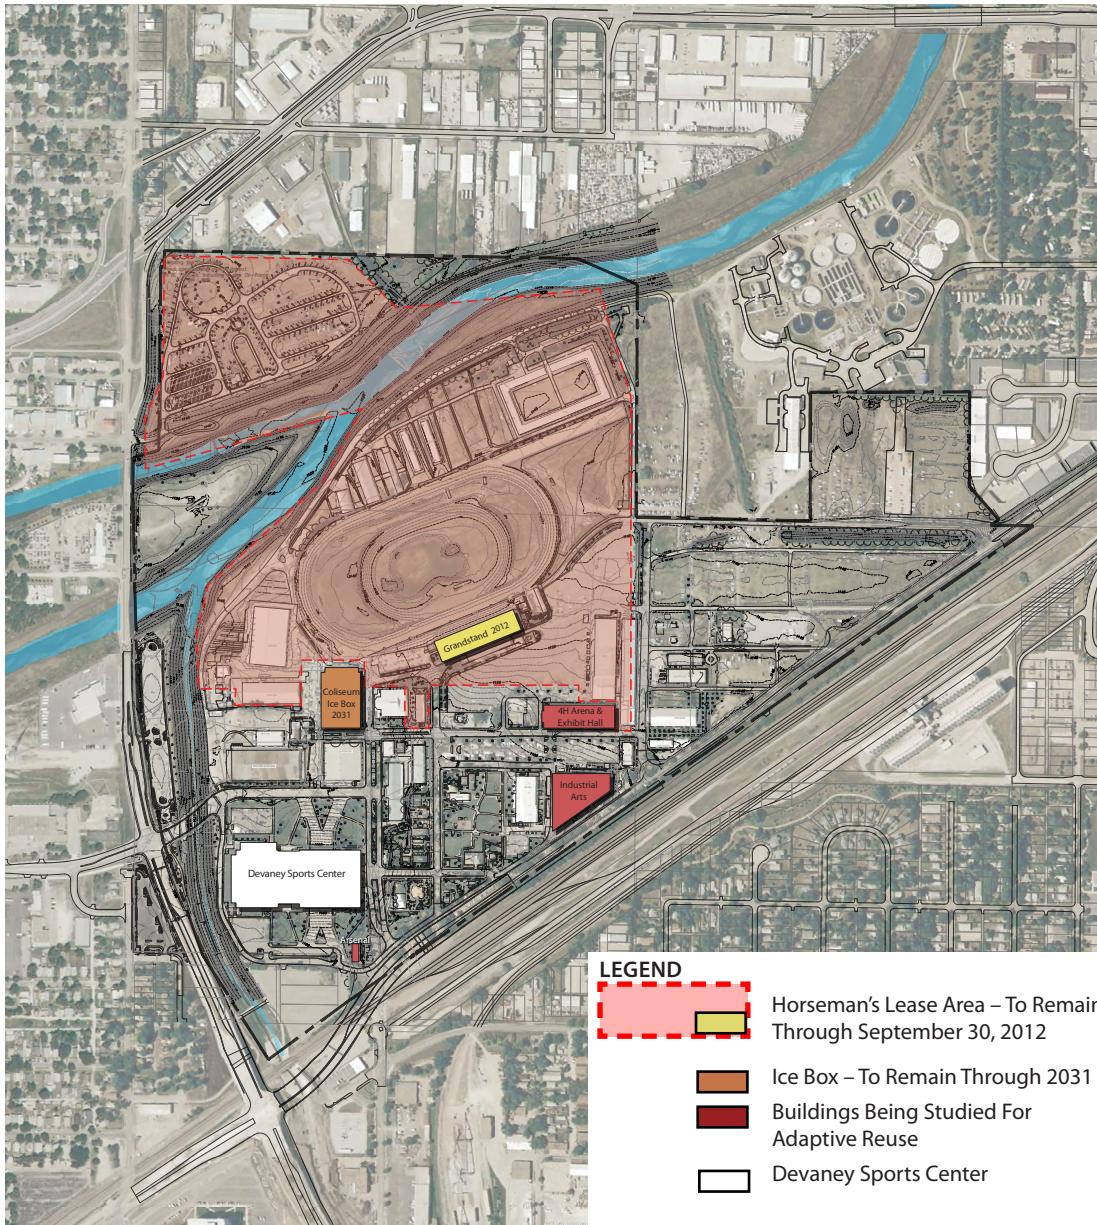 Grandstand 2012
Coliseum
Ice Box
2031
4H Arena &
Exhibit Hall
Industrial
Arts
Devaney Sports Center
Arsenal
LEGEND
Horseman’s Lease Area – To Remain
Through September 30, 2012
Ice Box – To Remain Through 2031
Buildings Being Studied For
Adaptive Reuse
Devaney Sports Center